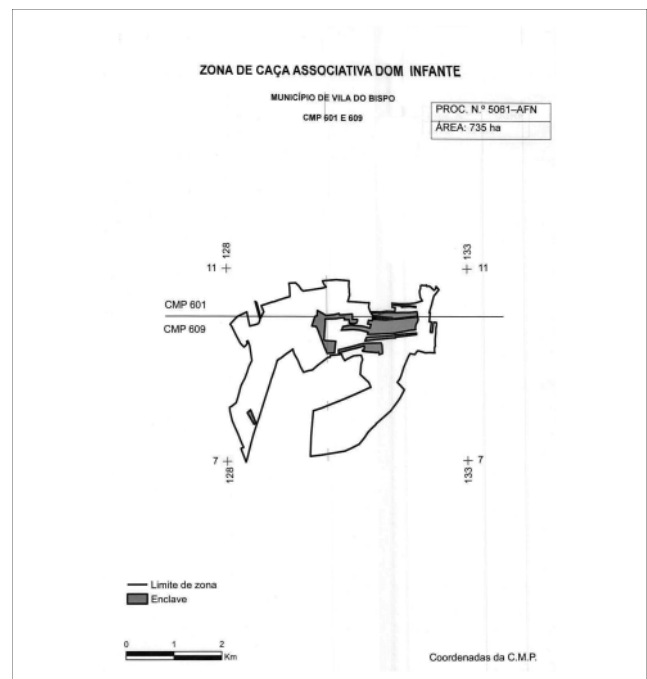 ZONA DE CAÇA ASSOCIATIVA DOM INFANTE
MUNICÍPIO DE VILA DO BISPO
CMP 601 E 609
PROC. N.º 5061–AFN
ÁREA: 735 ha
128
133
11
11
CMP 601
CMP 609
7
7
128
133
Limite de zona
Enclave
0 1 2
Km
Coordenadas da C.M.P.